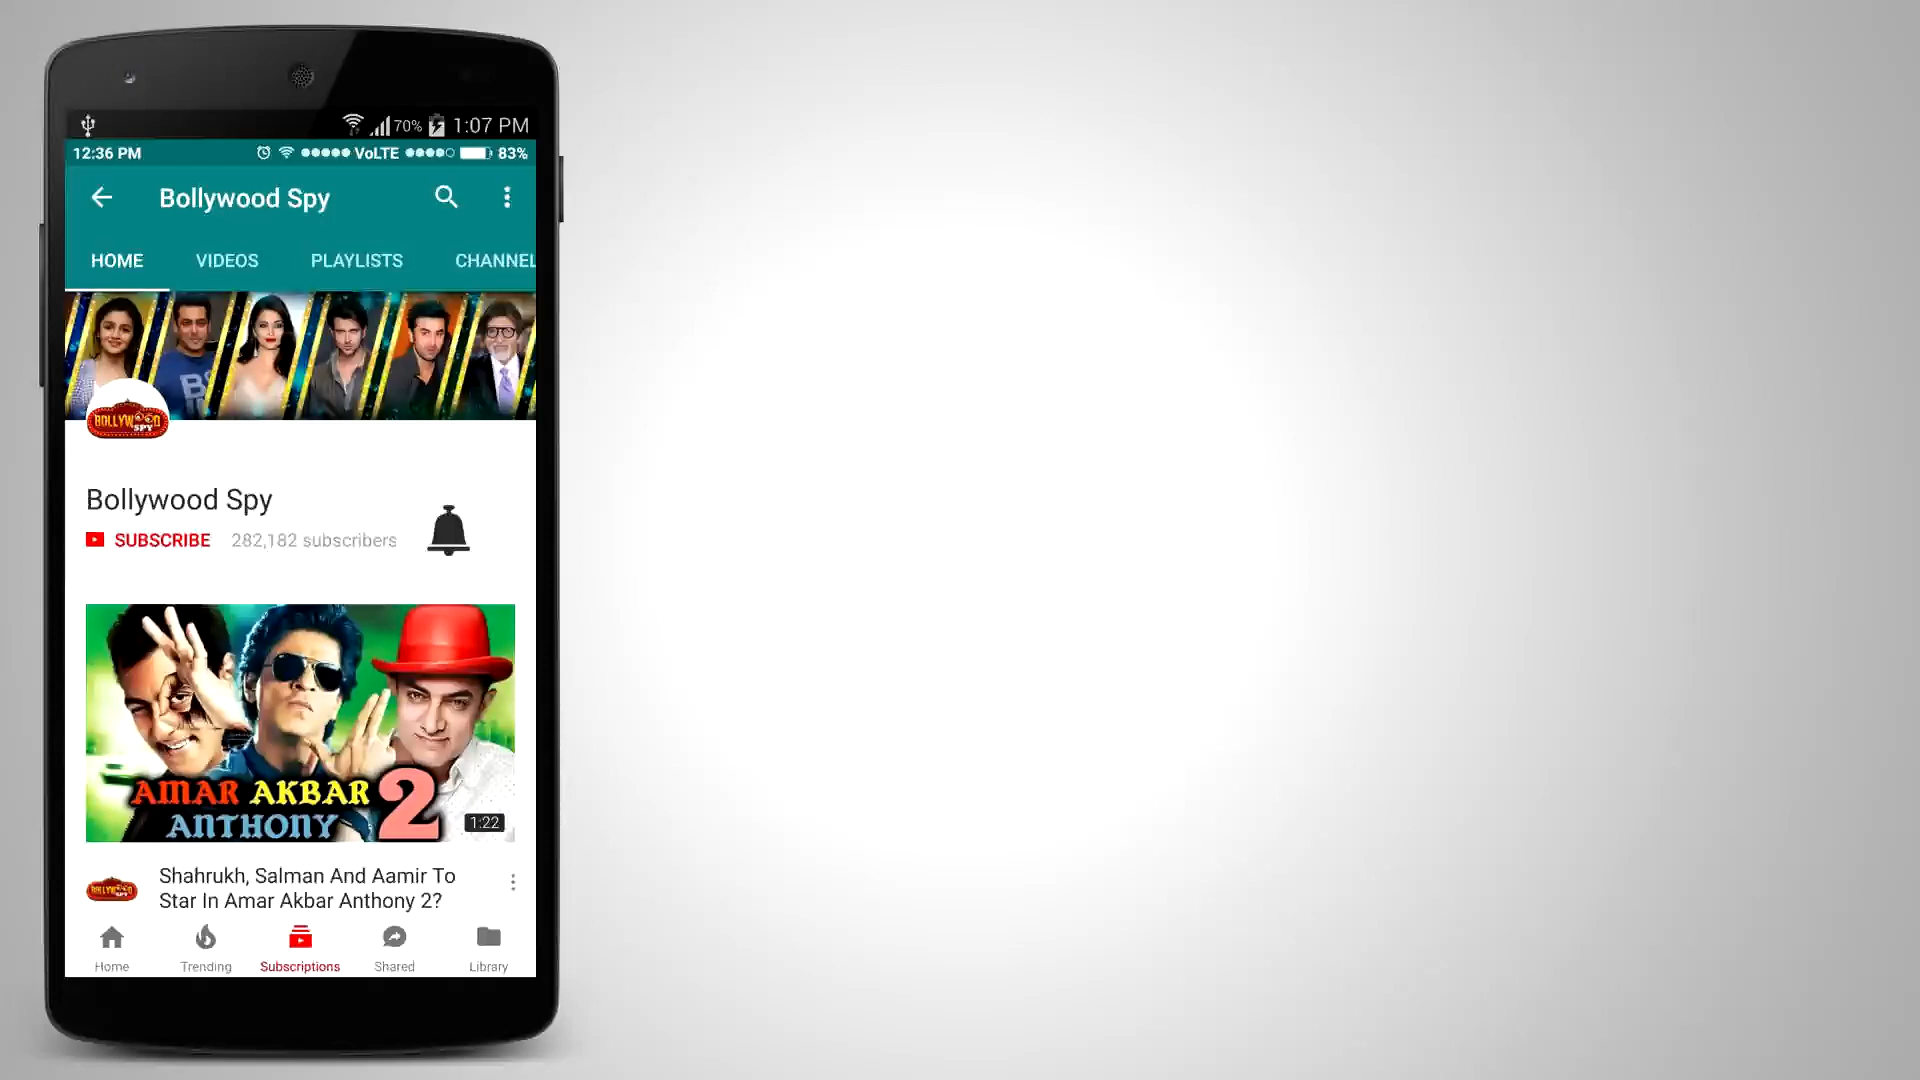 70% 1:07 PM
12:36 PM VoLTE 83%
Bollywood Spy
HOME VIDEOS PLAYLISTS CHANNEL
BOLLYWOOD
SPY
Bollywood Spy
SUBSCRIBE 282,182 subscribers
AMAR AKBAR
ANTHONY 2
1:22
Shahrukh, Salman And Aamir To
Star In Amar Akbar Anthony 2?
Home Trending Subscriptions Shared Library